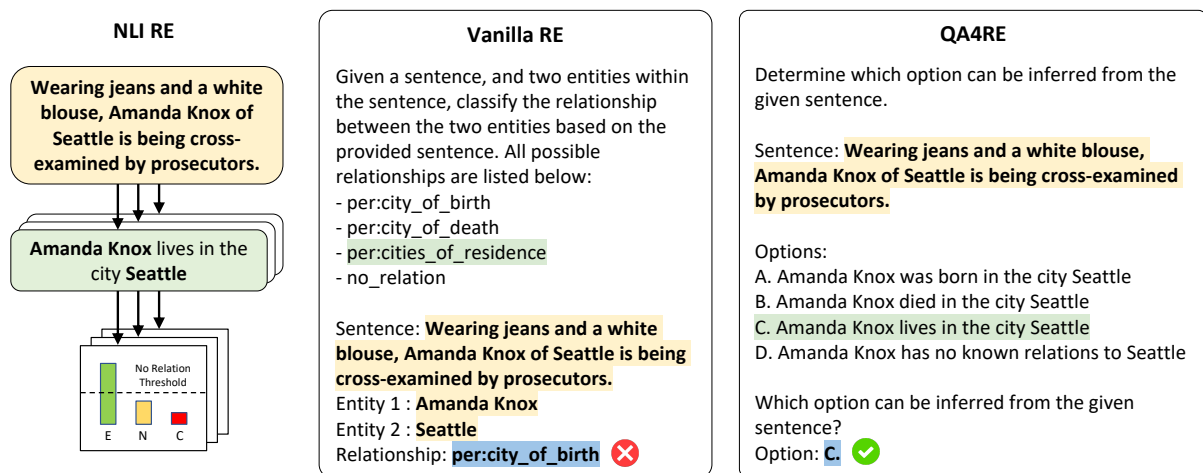 NLI RE
Wearing jeans and a white
blouse, Amanda Knox of
Seattle is being cross-
examined by prosecutors.
Amanda Knox lives in the
city Seattle
No Relation
Threshold
E N C
Vanilla RE
Given a sentence, and two entities within
the sentence, classify the relationship
between the two entities based on the
provided sentence. All possible
relationships are listed below:
- per:city_of_birth
- per:city_of_death
- per:cities_of_residence
- no_relation
Sentence: Wearing jeans and a white
blouse, Amanda Knox of Seattle is being
cross-examined by prosecutors.
Entity 1 : Amanda Knox
Entity 2 : Seattle
Relationship: per:city_of_birth
QA4RE
Determine which option can be inferred from the
given sentence.
Sentence: Wearing jeans and a white blouse,
Amanda Knox of Seattle is being cross-examined
by prosecutors.
Options:
A. Amanda Knox was born in the city Seattle
B. Amanda Knox died in the city Seattle
C. Amanda Knox lives in the city Seattle
D. Amanda Knox has no known relations to Seattle
Which option can be inferred from the given
sentence?
Option: C.